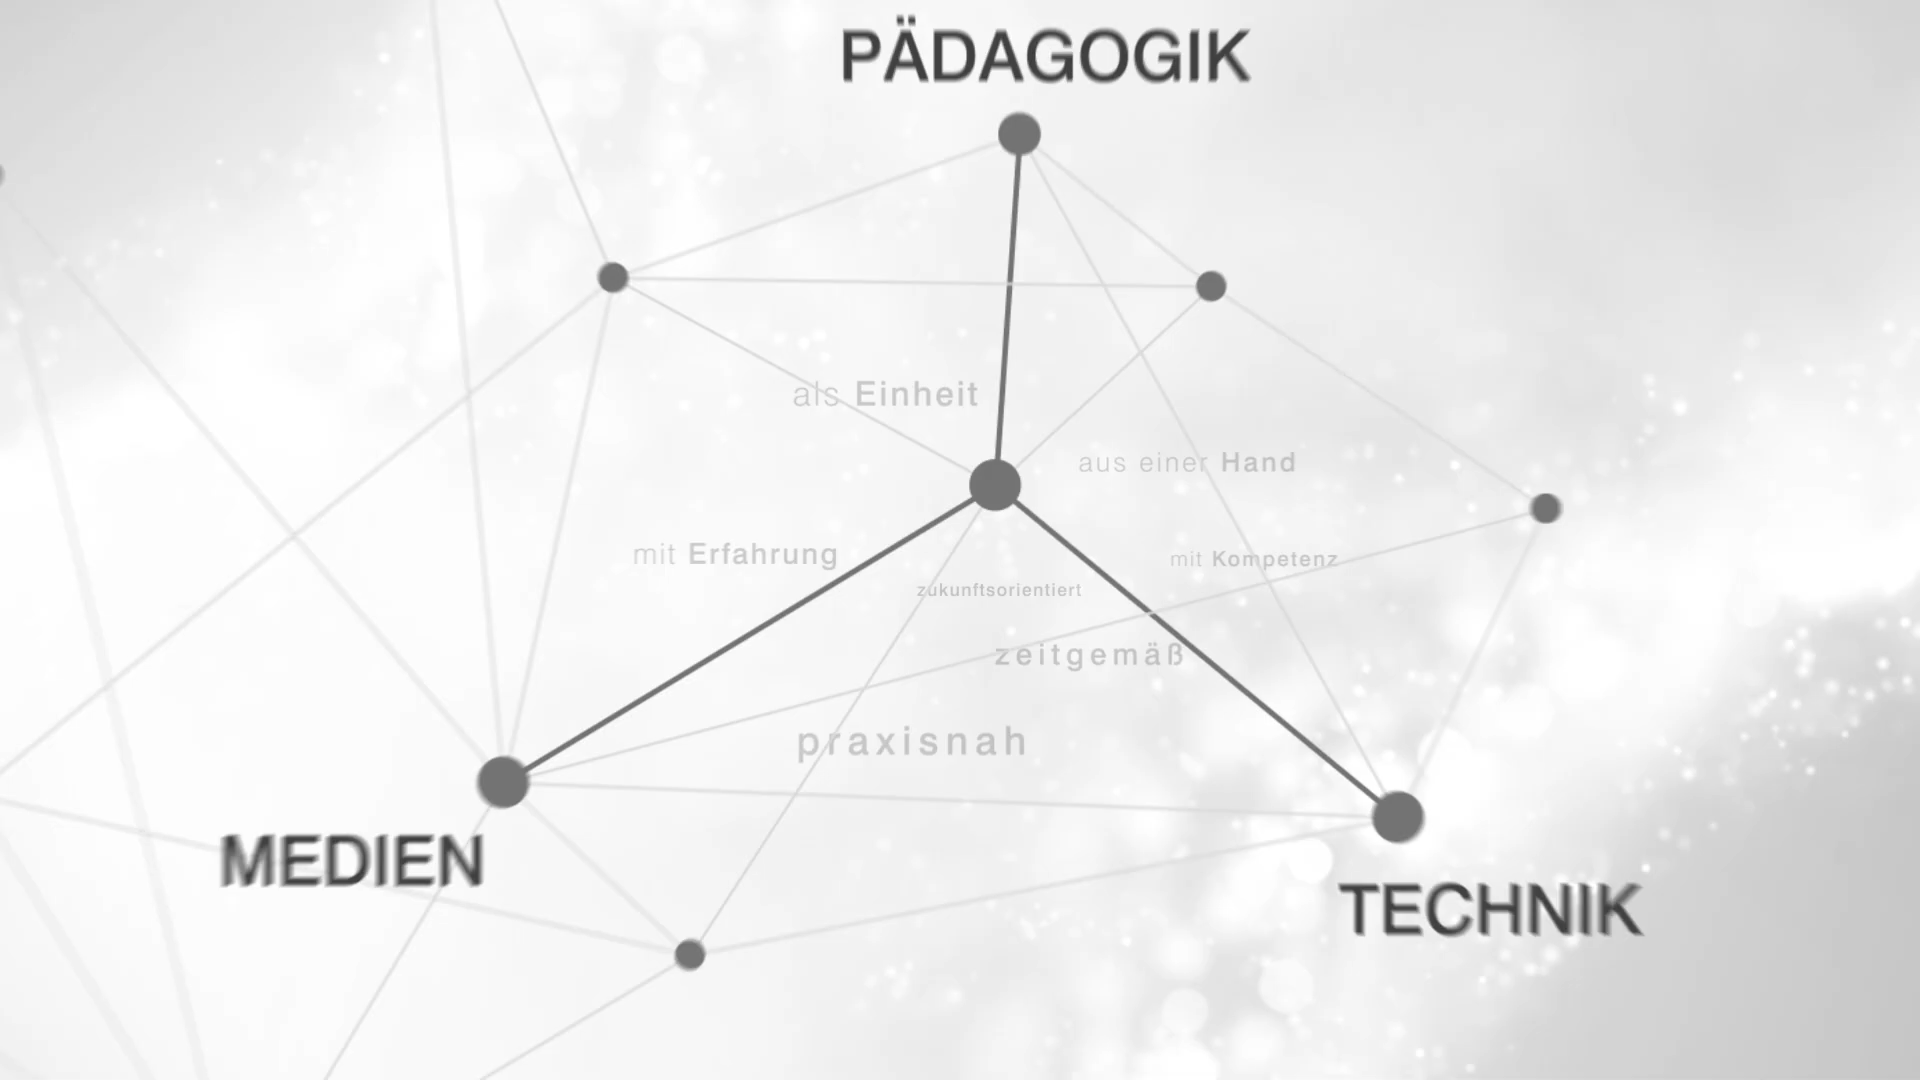 PÄDAGOGIK
als Einheit
aus einer Hand
mit Erfahrung
mit Kompetenz
zukunftsorientiert
zeitgemäß
praxisnah
MEDIEN
TECHNIK